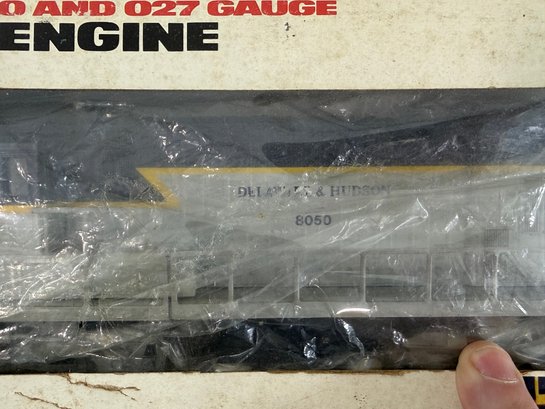 O AND O27 GAUGE
ENGINE
DELAWARE & HUDSON
8050